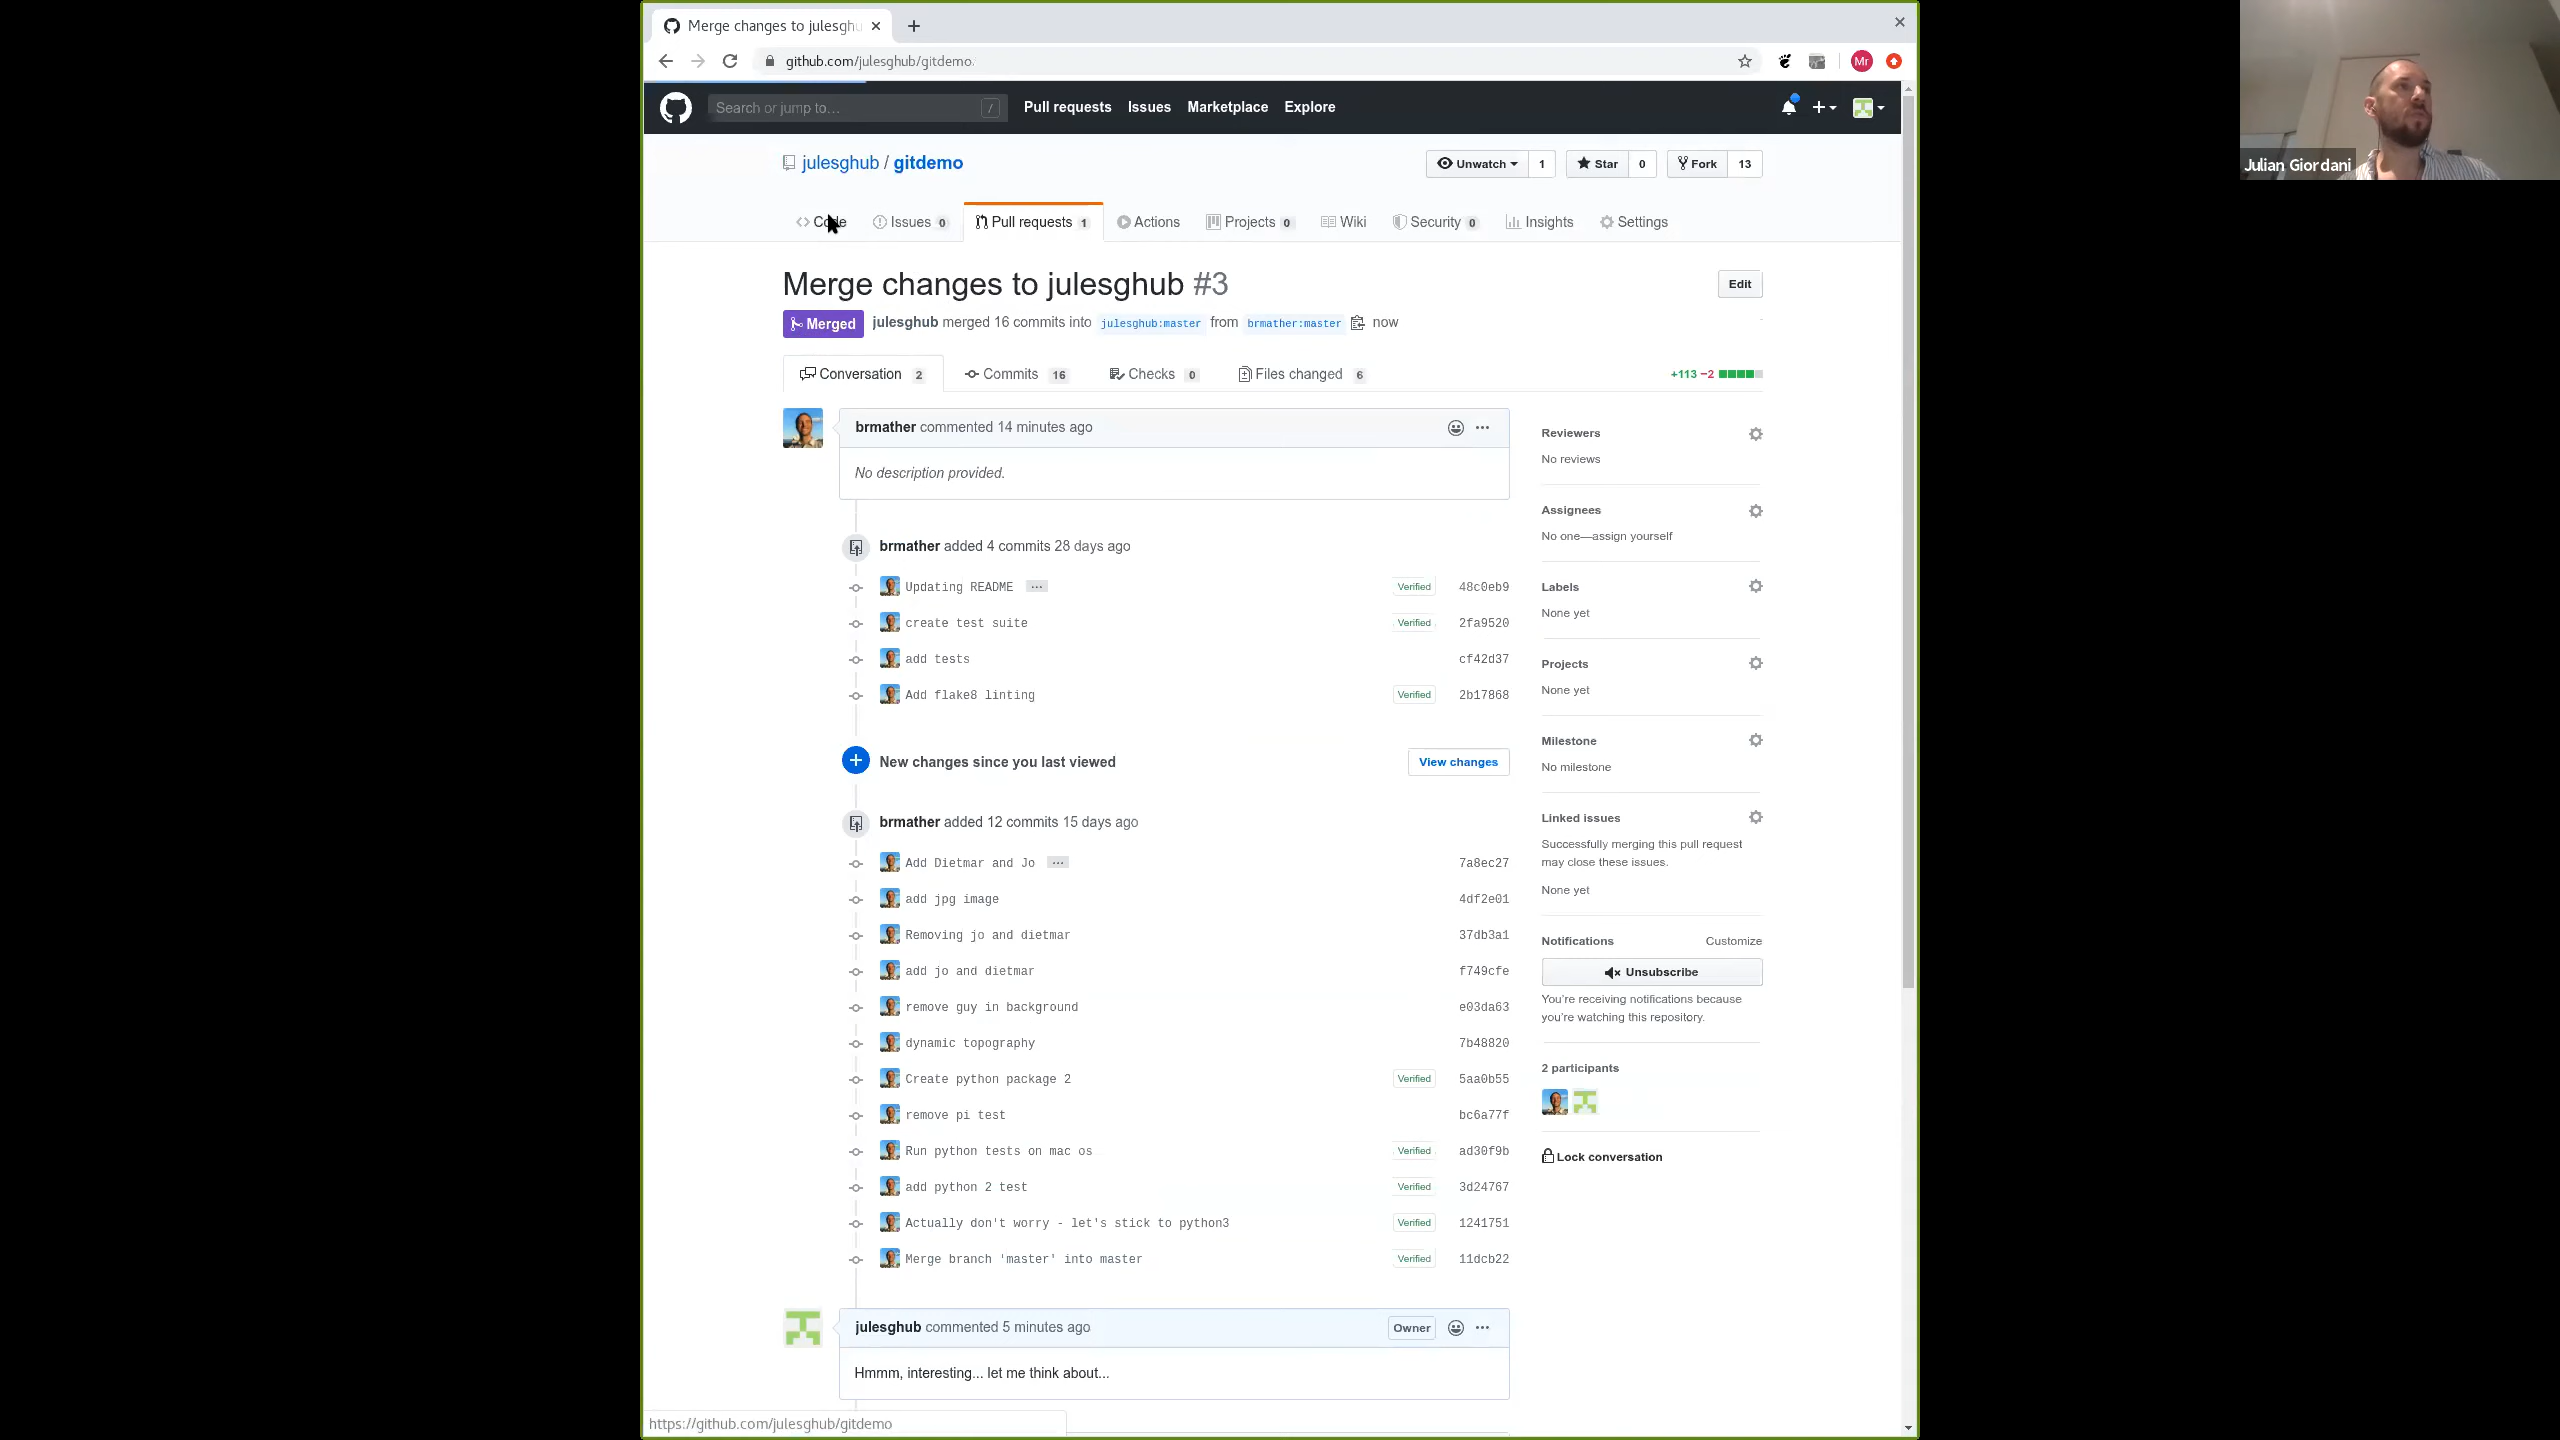 Merge changes to julesghu
github.com/julesghub/gitdemo
Mr
Search or jump to...
/
Pull requests
Issues
Marketplace
Explore
Julian Giordani
julesghub / gitdemo
Unwatch 1
Star 0
Fork 13
Code
Issues 0
Pull requests 1
Actions
Projects 0
Wiki
Security 0
Insights
Settings
Merge changes to julesghub #3
Edit
Merged
julesghub merged 16 commits into julesghub:master from brmather:master now
Conversation 2
Commits 16
Checks 0
Files changed 6
+113 −2
brmather commented 14 minutes ago
No description provided.
brmather added 4 commits 28 days ago
Updating README ... Verified 48c0eb9
create test suite Verified 2fa9520
add tests cf42d37
Add flake8 linting Verified 2b17868
New changes since you last viewed
View changes
brmather added 12 commits 15 days ago
Add Dietmar and Jo ... 7a8ec27
add jpg image 4df2e01
Removing jo and dietmar 37db3a1
add jo and dietmar f749cfe
remove guy in background e03da63
dynamic topography 7b48820
Create python package 2 Verified 5aa0b55
remove pi test bc6a77f
Run python tests on mac os Verified ad30f9b
add python 2 test Verified 3d24767
Actually don't worry - let's stick to python3 Verified 1241751
Merge branch 'master' into master Verified 11dcb22
julesghub commented 5 minutes ago
Owner
Hmmm, interesting... let me think about...
Reviewers
No reviews
Assignees
No one—assign yourself
Labels
None yet
Projects
None yet
Milestone
No milestone
Linked issues
Successfully merging this pull request
may close these issues.
None yet
Notifications
Customize
Unsubscribe
You're receiving notifications because
you're watching this repository.
2 participants
Lock conversation
https://github.com/julesghub/gitdemo